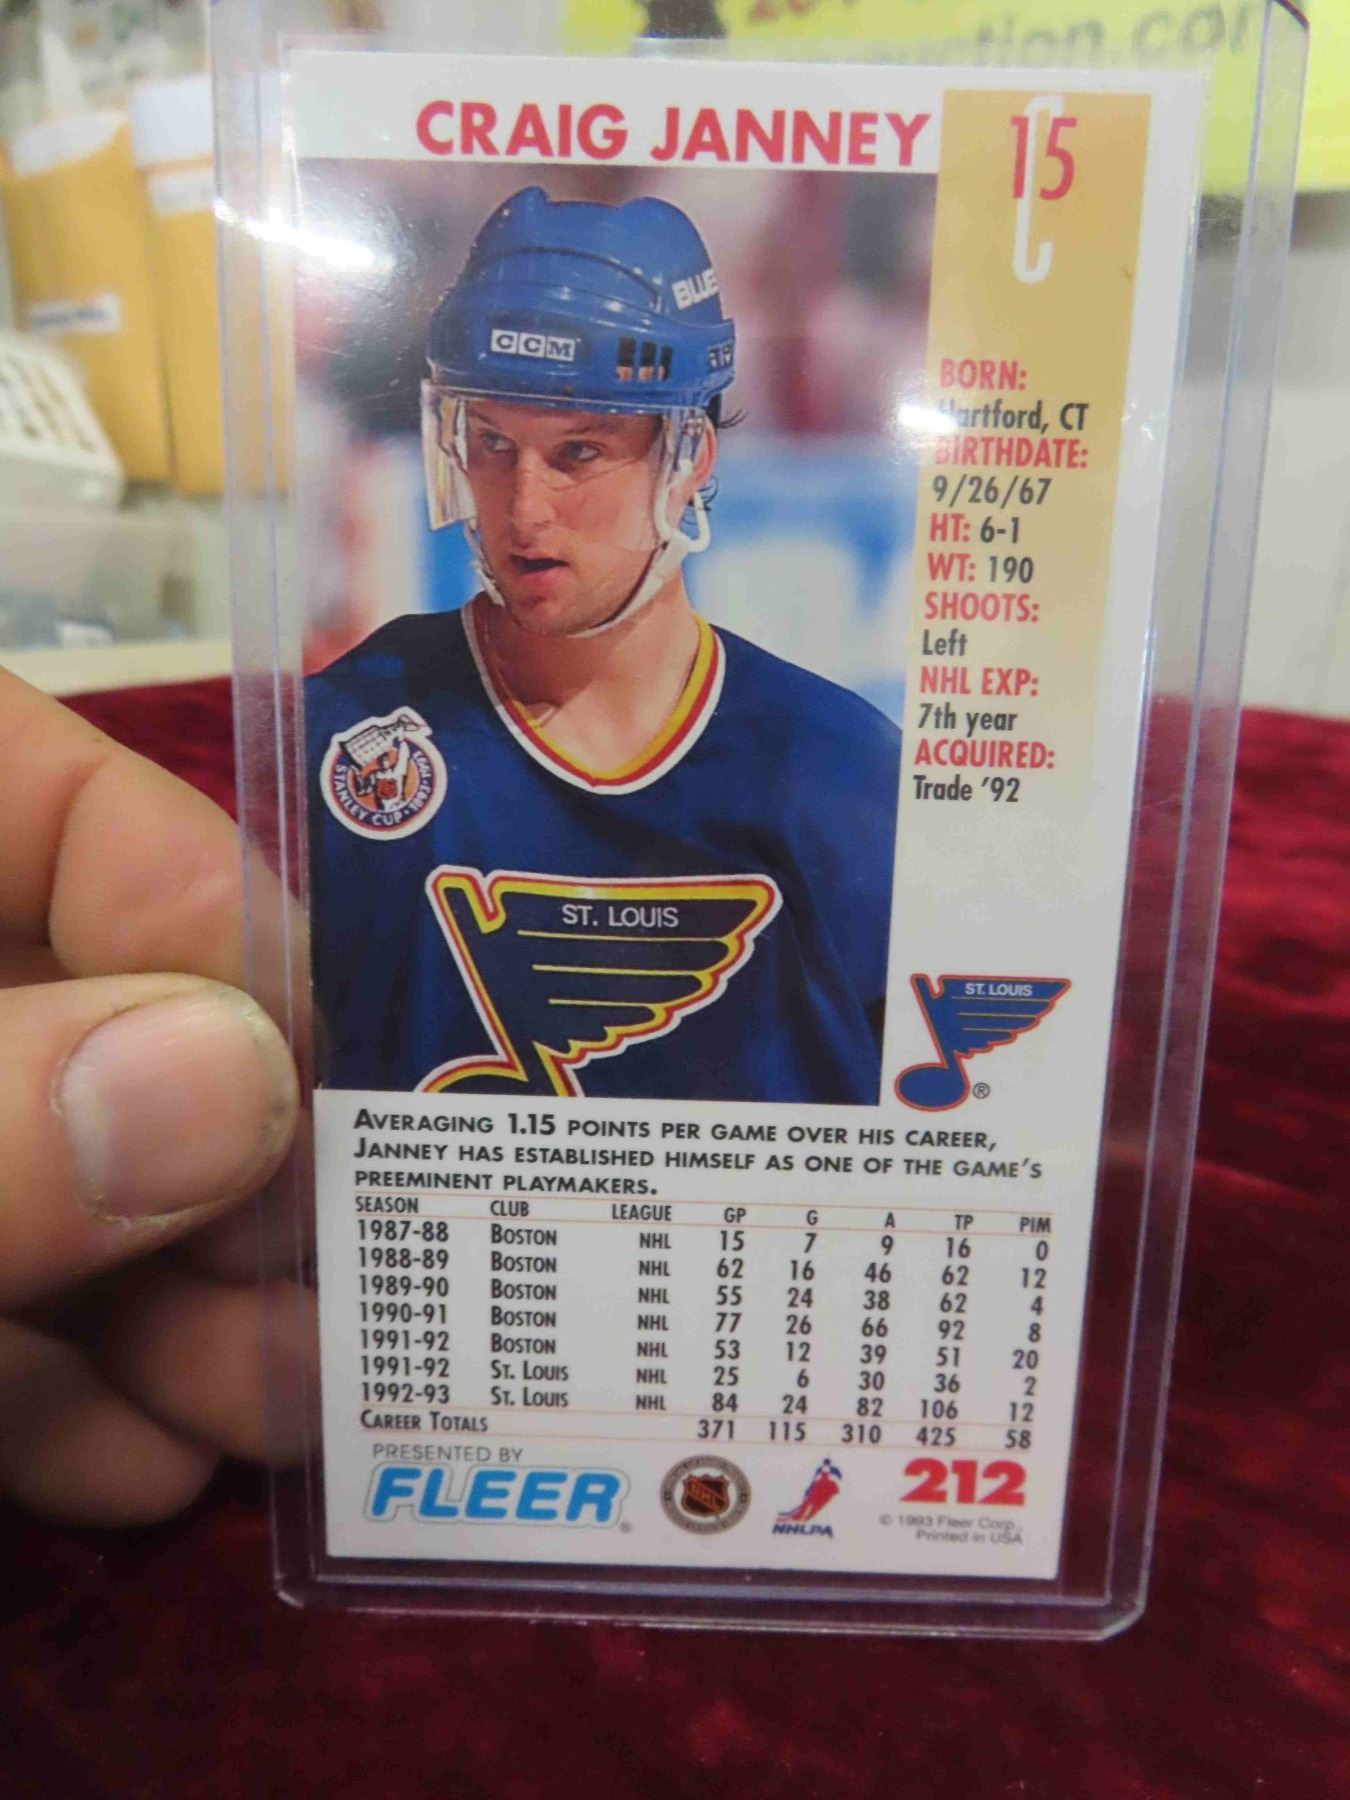 CRAIG JANNEY
15
C
BLUES
CCM
BORN:
Hartford, CT
BIRTHDATE:
9/26/67
HT: 6-1
WT: 190
SHOOTS:
Left
NHL EXP:
7th year
ACQUIRED:
Trade '92
STANLEY CUP · 1893-1993
ST. LOUIS
ST. LOUIS
®
AVERAGING 1.15 POINTS PER GAME OVER HIS CAREER,
JANNEY HAS ESTABLISHED HIMSELF AS ONE OF THE GAME'S
PREEMINENT PLAYMAKERS.
SEASON CLUB LEAGUE GP G A TP PIM
1987-88 BOSTON NHL 15 7 9 16 0
1988-89 BOSTON NHL 62 16 46 62 12
1989-90 BOSTON NHL 55 24 38 62 4
1990-91 BOSTON NHL 77 26 66 92 8
1991-92 BOSTON NHL 53 12 39 51 20
1991-92 ST. LOUIS NHL 25 6 30 36 2
1992-93 ST. LOUIS NHL 84 24 82 106 12
CAREER TOTALS 371 115 310 425 58
PRESENTED BY
FLEER®
NHL
NHLPA
212
© 1993 Fleer Corp.
Printed in USA